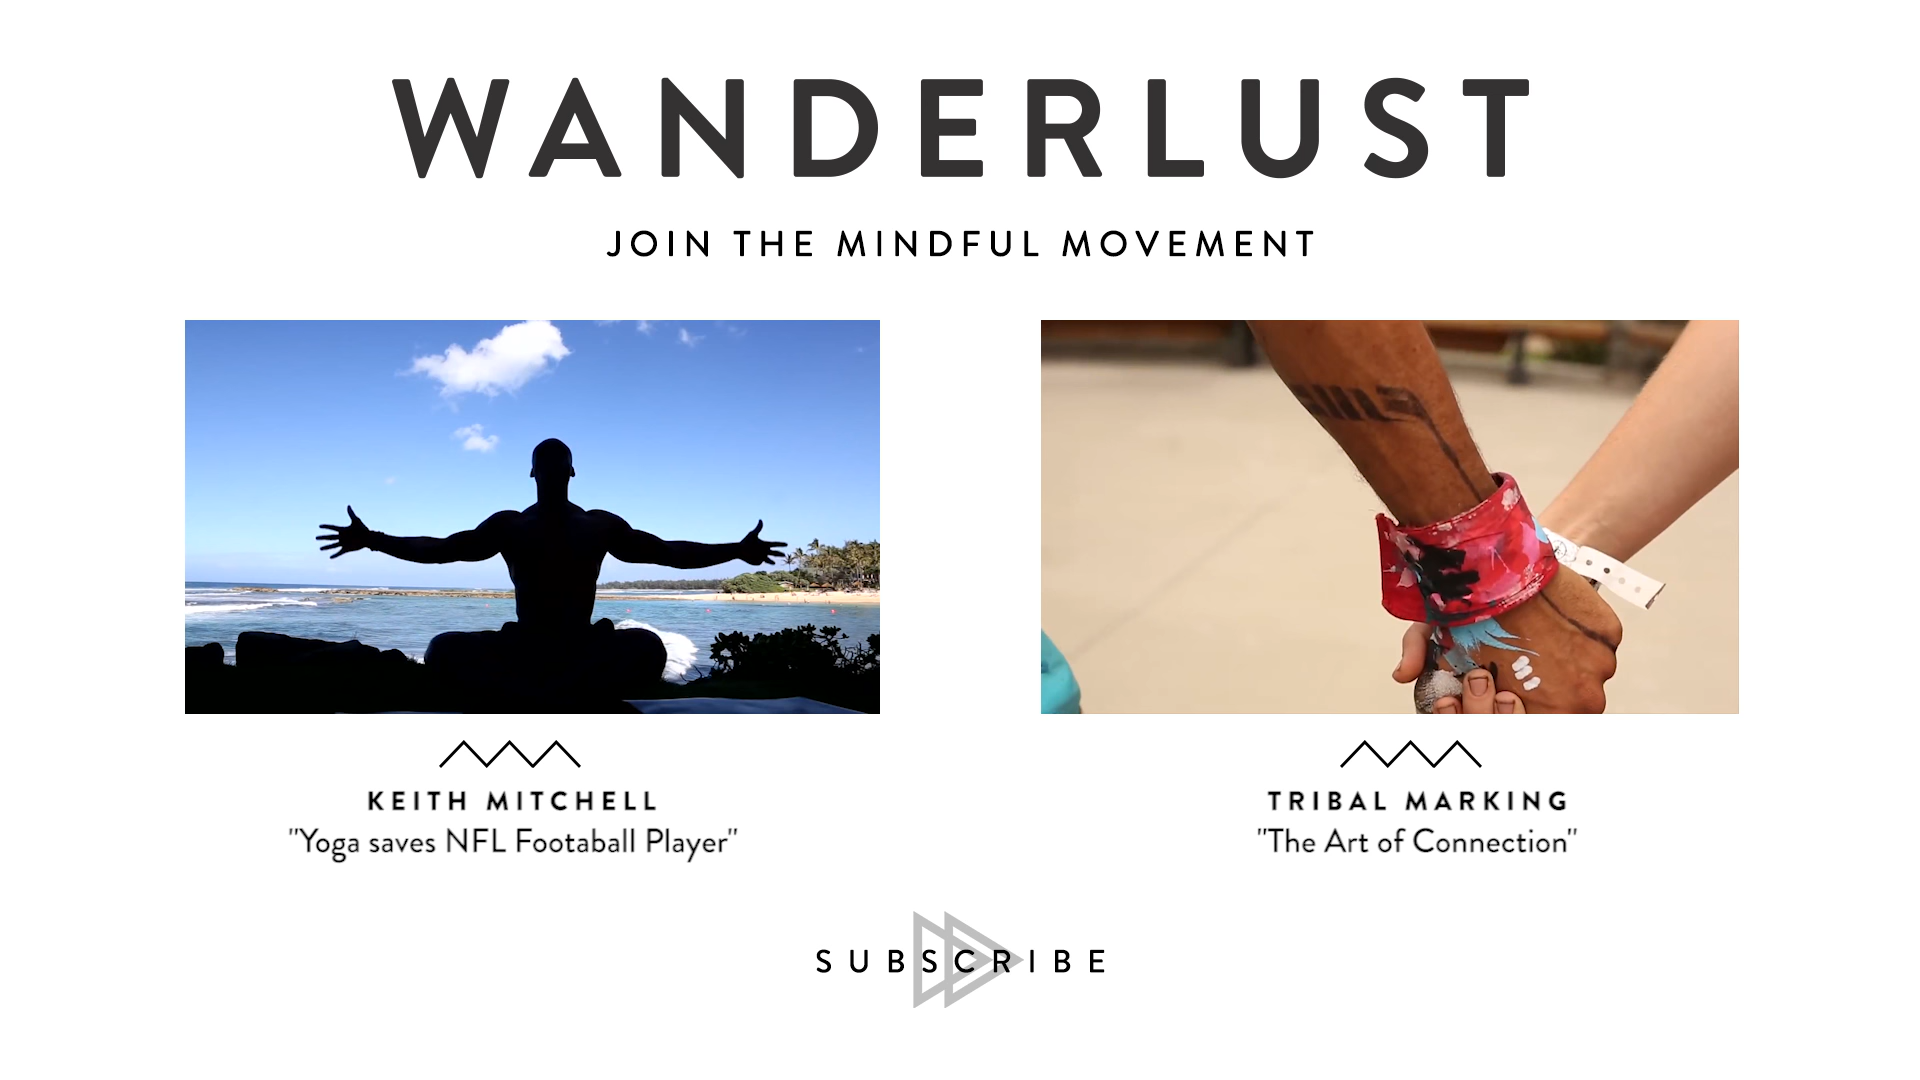 WANDERLUST
JOIN THE MINDFUL MOVEMENT
KEITH MITCHELL
"Yoga saves NFL Footaball Player"
TRIBAL MARKING
"The Art of Connection"
SUBSCRIBE